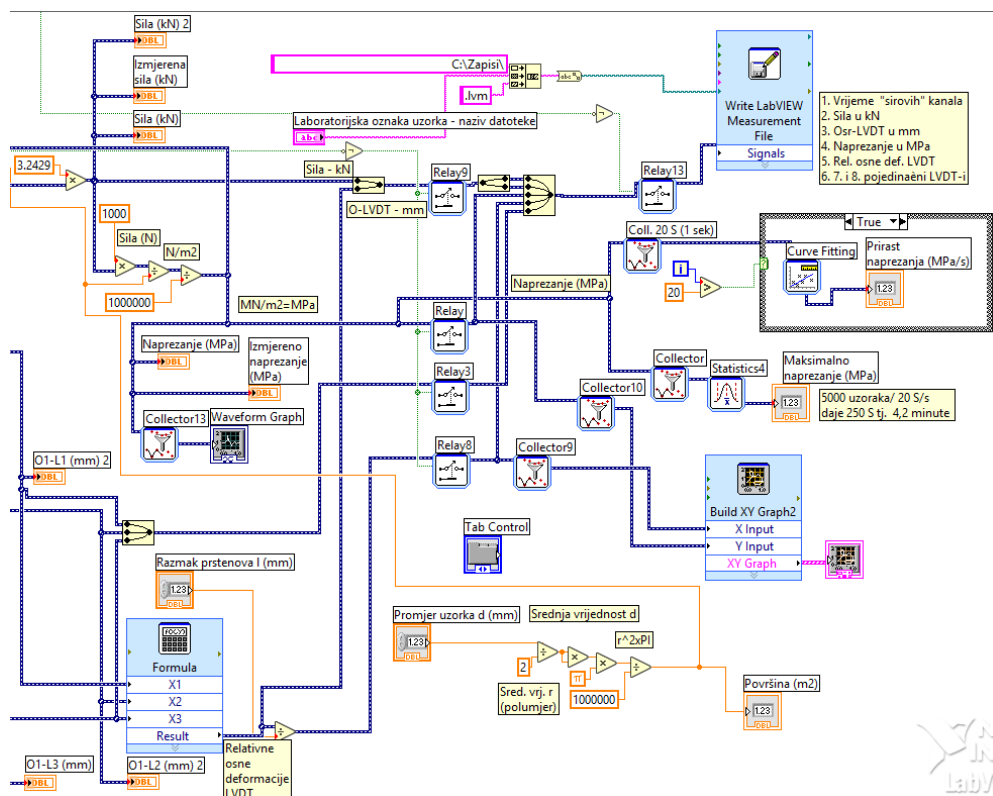 Sila (kN) 2
DBL
Izmjerena
sila (kN)
DBL
Sila (kN)
DBL
C:\Zapisi\
.lvm
Laboratorijska oznaka uzorka - naziv datoteke
abc
Write LabVIEW
Measurement
File
Signals
1. Vrijeme "sirovih" kanala
2. Sila u kN
3. Osr-LVDT u mm
4. Naprezanje u MPa
5. Rel. osne def. LVDT
6. 7. i 8. pojedinaèni LVDT-i
3.2429
Sila - kN
Relay9
Relay13
O-LVDT - mm
1000
Sila (N)
N/m2
1000000
MN/m2=MPa
Coll. 20 S (1 sek)
i
20
True
Curve Fitting
Prirast
naprezanja (MPa/s)
1.23
DBL
Naprezanje (MPa)
Relay
Naprezanje (MPa)
DBL
Izmjereno
naprezanje
(MPa)
DBL
Relay3
Collector
Statistics4
Maksimalno
naprezanje (MPa)
1.23
DBL
5000 uzoraka/ 20 S/s
daje 250 S tj. 4,2 minute
Collector10
Collector13
Waveform Graph
Relay8
Collector9
O1-L1 (mm) 2
DBL
Build XY Graph2
X Input
Y Input
XY Graph
Tab Control
Razmak prstenova l (mm)
1.23
DBL
Promjer uzorka d (mm)
1.23
DBL
Srednja vrijednost d
2
π
r^2xPI
1000000
Sred. vrj. r
(polumjer)
Površina (m2)
1.23
DBL
Formula
X1
X2
X3
Result
Relativne
osne
deformacije
LVDT
O1-L3 (mm)
DBL
O1-L2 (mm) 2
DBL